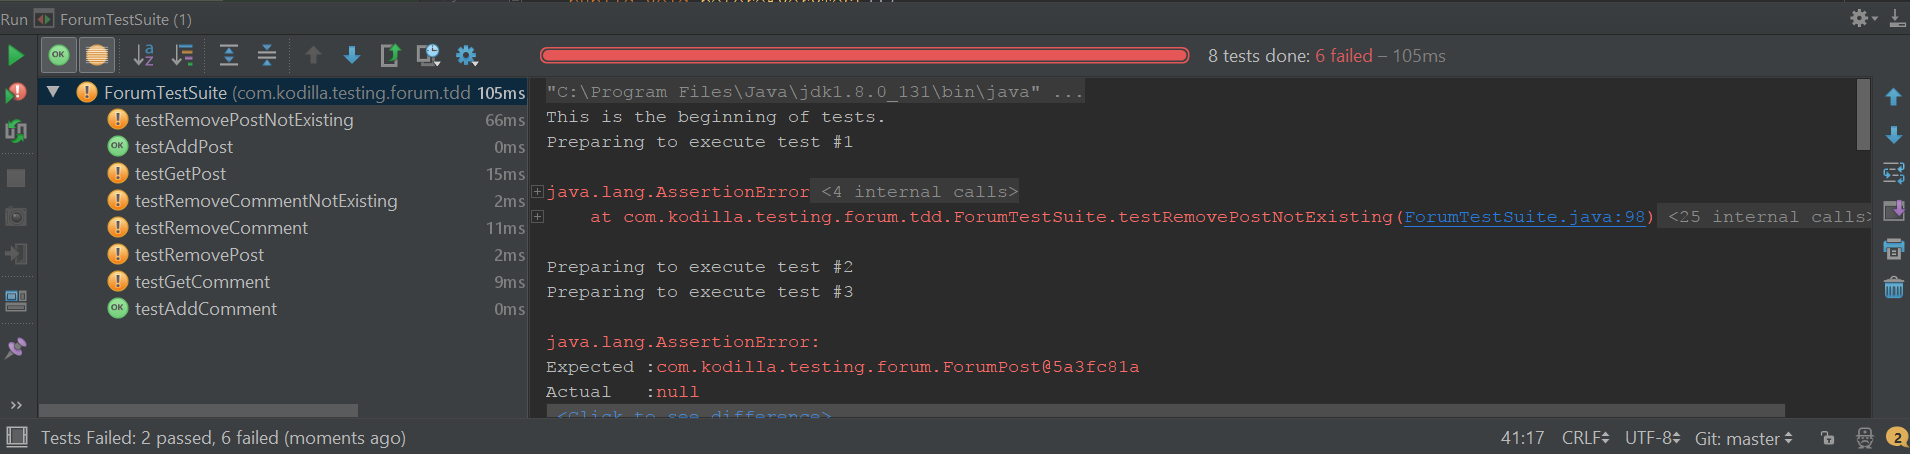 Run ForumTestSuite (1)
8 tests done: 6 failed – 105ms
ForumTestSuite (com.kodilla.testing.forum.tdd 105ms
testRemovePostNotExisting 66ms
testAddPost 0ms
testGetPost 15ms
testRemoveCommentNotExisting 2ms
testRemoveComment 11ms
testRemovePost 2ms
testGetComment 9ms
testAddComment 0ms
"C:\Program Files\Java\jdk1.8.0_131\bin\java" ...
This is the beginning of tests.
Preparing to execute test #1
java.lang.AssertionError <4 internal calls>
at com.kodilla.testing.forum.tdd.ForumTestSuite.testRemovePostNotExisting(ForumTestSuite.java:98) <25 internal calls>
Preparing to execute test #2
Preparing to execute test #3
java.lang.AssertionError:
Expected :com.kodilla.testing.forum.ForumPost@5a3fc81a
Actual :null
<Click to see difference>
Tests Failed: 2 passed, 6 failed (moments ago)
41:17 CRLF UTF-8 Git: master 2